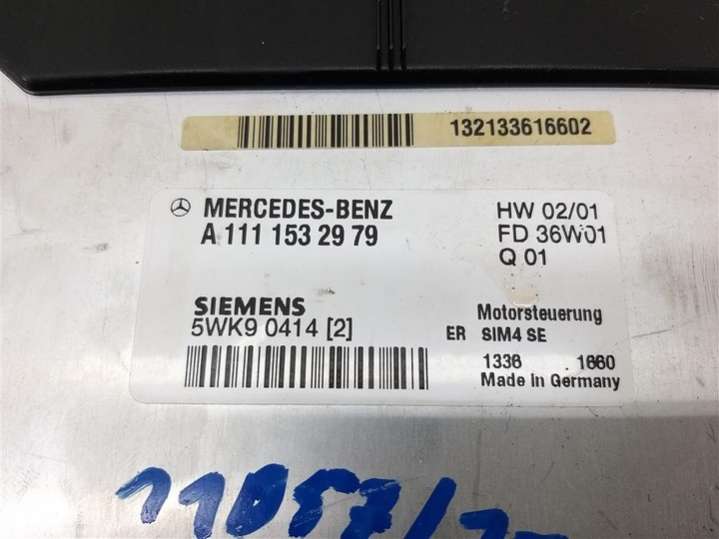 132133616602
MERCEDES-BENZ
A 111 153 29 79
HW 02/01
FD 36W01
Q 01
SIEMENS
5WK9 0414 [2]
Motorsteuerung
ER SIM4 SE
1336 1660
Made In Germany